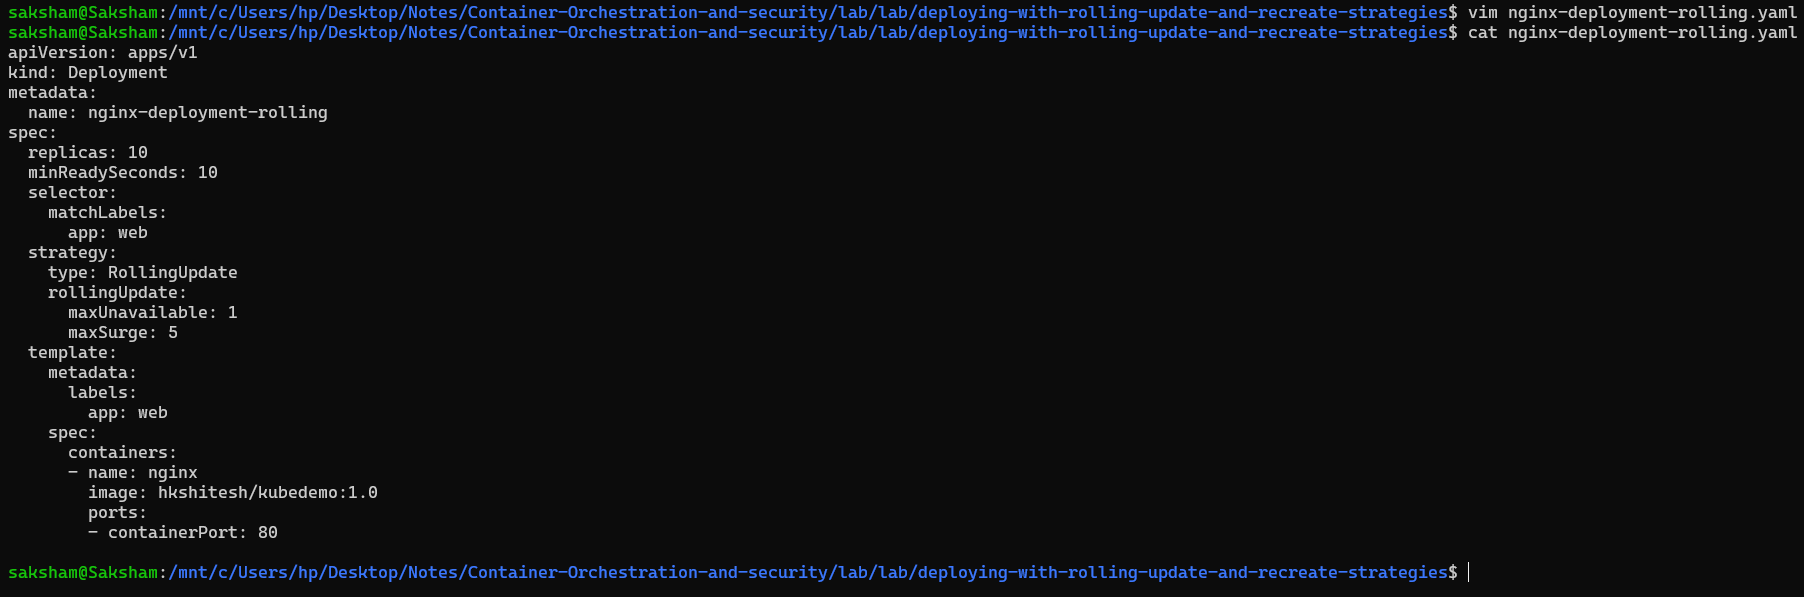 saksham@Saksham:/mnt/c/Users/hp/Desktop/Notes/Container-Orchestration-and-security/lab/lab/deploying-with-rolling-update-and-recreate-strategies$ vim nginx-deployment-rolling.yaml
saksham@Saksham:/mnt/c/Users/hp/Desktop/Notes/Container-Orchestration-and-security/lab/lab/deploying-with-rolling-update-and-recreate-strategies$ cat nginx-deployment-rolling.yaml
apiVersion: apps/v1
kind: Deployment
metadata:
  name: nginx-deployment-rolling
spec:
  replicas: 10
  minReadySeconds: 10
  selector:
    matchLabels:
      app: web
  strategy:
    type: RollingUpdate
    rollingUpdate:
      maxUnavailable: 1
      maxSurge: 5
  template:
    metadata:
      labels:
        app: web
    spec:
      containers:
      - name: nginx
        image: hkshitesh/kubedemo:1.0
        ports:
        - containerPort: 80

saksham@Saksham:/mnt/c/Users/hp/Desktop/Notes/Container-Orchestration-and-security/lab/lab/deploying-with-rolling-update-and-recreate-strategies$